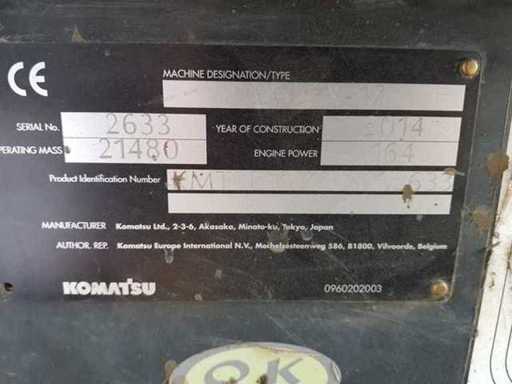 CE
MACHINE DESIGNATION/TYPE
SERIAL No. 2633 YEAR OF CONSTRUCTION 2014
OPERATING MASS 21480 ENGINE POWER 164
Product Identification Number
MANUFACTURER Komatsu Ltd., 2-3-6, Akasaka, Minato-ku, Tokyo, Japan
AUTHOR. REP. Komatsu Europe International N.V., Mechelsesteenweg 586, B1800, Vilvoorde, Belgium
KOMATSU 0960202003
OK